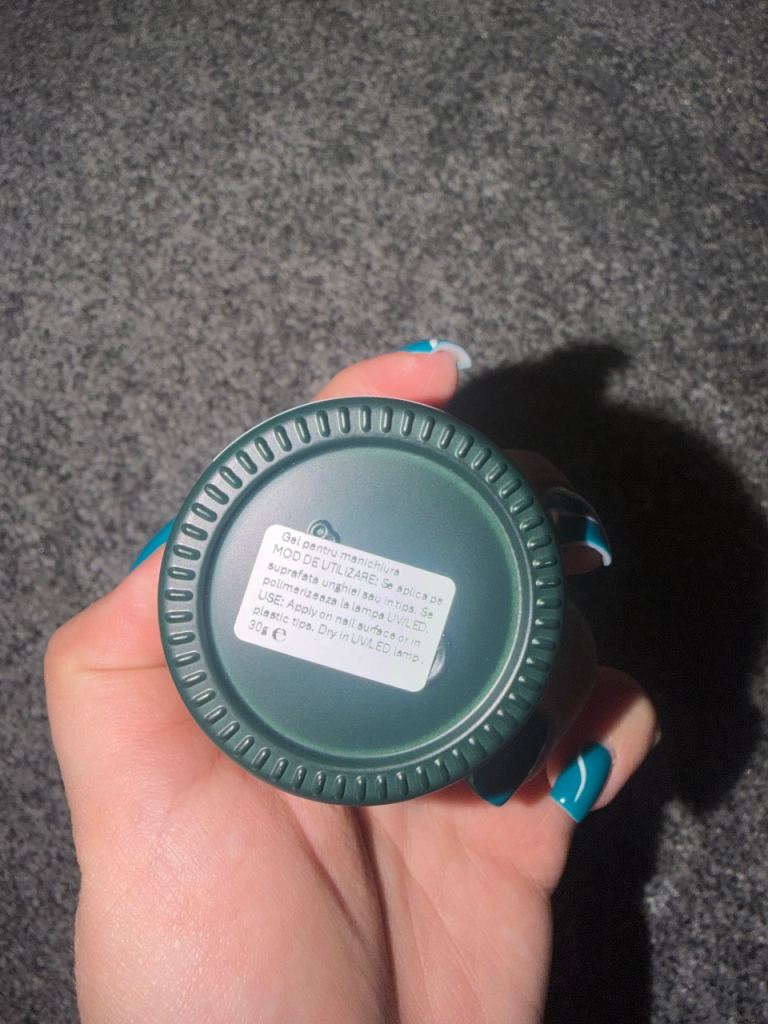 Gel pentru manichiura
MOD DE UTILIZARE: Se aplica pe
suprafata unghiei sau in tips. Se
polimerizeaza la lampa UV/LED.
USE: Apply on nail surface or in
plastic tips. Dry in UV/LED lamp.
30g ℮